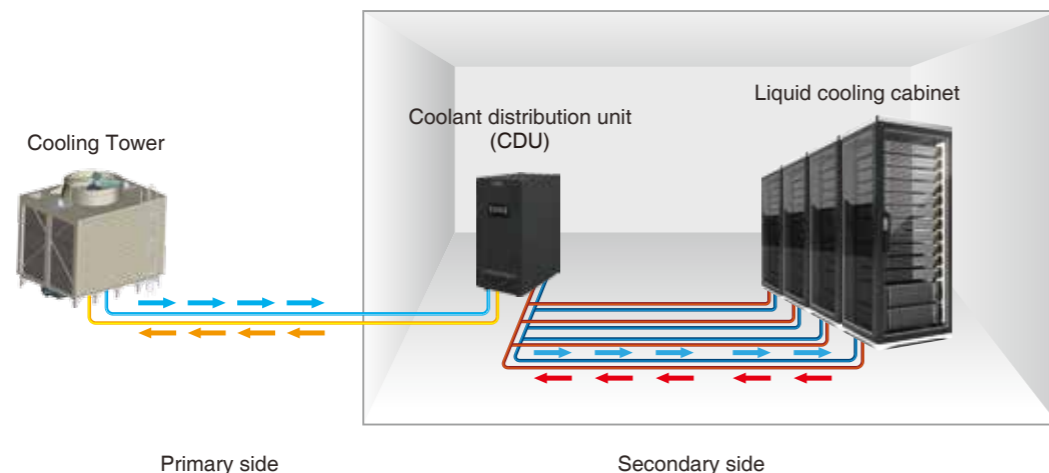 Liquid cooling cabinet
Coolant distribution unit
(CDU)
Cooling Tower
Primary side
Secondary side